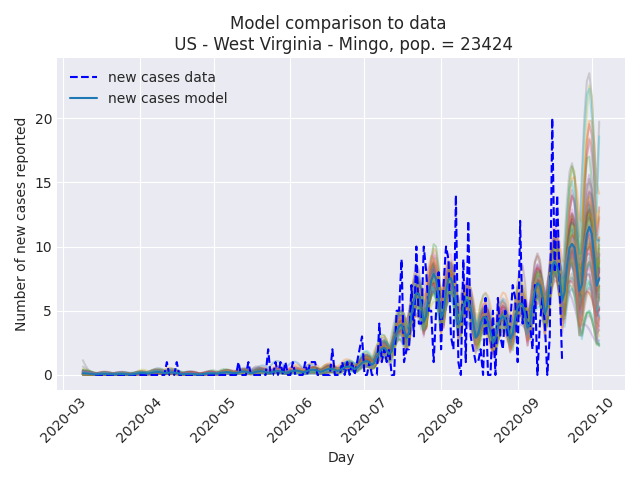 Model comparison to data
US - West Virginia - Mingo, pop. = 23424
new cases data
new cases model
Number of new cases reported
20
15
10
5
0
2020-03
2020-04
2020-05
2020-06
2020-07
2020-08
2020-09
2020-10
Day